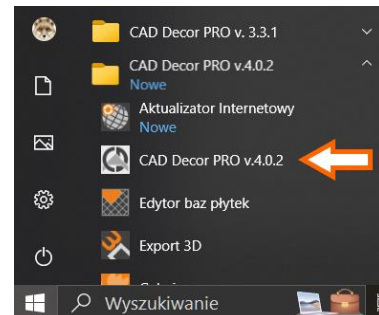 CAD Decor PRO v. 3.3.1
CAD Decor PRO v.4.0.2
Nowe
Aktualizator Internetowy
Nowe
CAD Decor PRO v.4.0.2
Edytor baz płytek
Export 3D
Wyszukiwanie